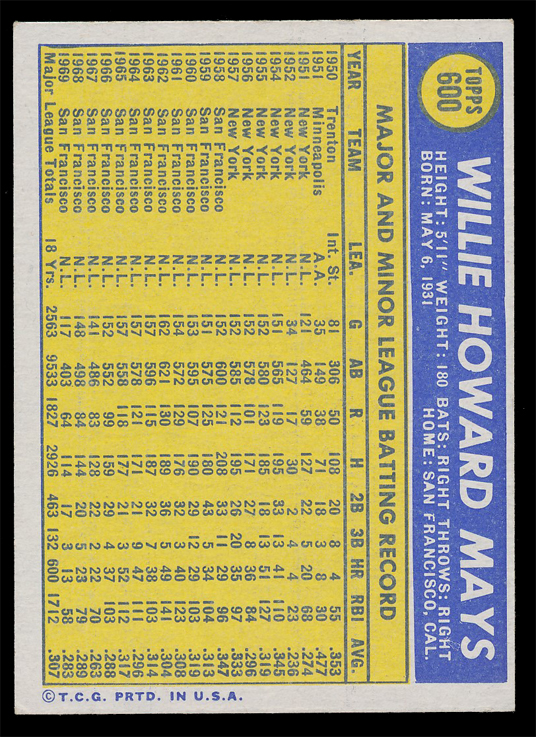 TOPPS
600
WILLIE HOWARD MAYS
HEIGHT: 5'11" WEIGHT: 180 BATS: RIGHT THROWS: RIGHT
BORN: MAY 6, 1931 HOME: SAN FRANCISCO, CAL.
MAJOR AND MINOR LEAGUE BATTING RECORD
YEAR TEAM LEA. G AB R H 2B 3B HR RBI AVG.
1950 Trenton Int. St. 81 306 50 108 20 8 4 55 .353
1951 Minneapolis A.A. 35 149 38 71 18 3 8 30 .477
1951 New York N.L. 121 464 59 127 22 5 20 68 .274
1952 New York N.L. 34 127 17 30 2 4 4 23 .236
1954 New York N.L. 151 565 119 195 33 13 41 110 .345
1955 New York N.L. 152 580 123 185 18 13 51 127 .319
1956 New York N.L. 152 578 101 171 27 8 36 84 .296
1957 New York N.L. 152 585 112 195 26 20 35 97 .333
1958 San Francisco N.L. 152 600 121 208 33 11 29 96 .347
1959 San Francisco N.L. 151 575 125 180 43 5 34 104 .313
1960 San Francisco N.L. 153 595 107 190 29 12 29 103 .319
1961 San Francisco N.L. 154 572 129 176 32 3 40 123 .308
1962 San Francisco N.L. 162 621 130 189 36 5 49 141 .304
1963 San Francisco N.L. 157 596 115 187 32 7 38 103 .314
1964 San Francisco N.L. 157 578 121 171 21 9 47 111 .296
1965 San Francisco N.L. 157 558 118 177 21 3 52 112 .317
1966 San Francisco N.L. 152 552 99 159 29 4 37 103 .288
1967 San Francisco N.L. 141 486 83 128 22 2 22 70 .263
1968 San Francisco N.L. 148 498 84 144 20 5 23 79 .289
1969 San Francisco N.L. 117 403 64 114 17 3 13 58 .283
Major League Totals 18 Yrs. 2563 9533 1827 2926 463 132 600 1712 .307
© T.C.G. PRTD. IN U.S.A.